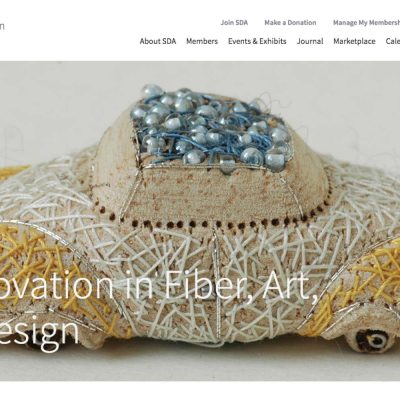 n
Join SDA Make a Donation Manage My Membersh
About SDA Members Events & Exhibits Journal Marketplace Cale
ovation in Fiber, Art,
esign